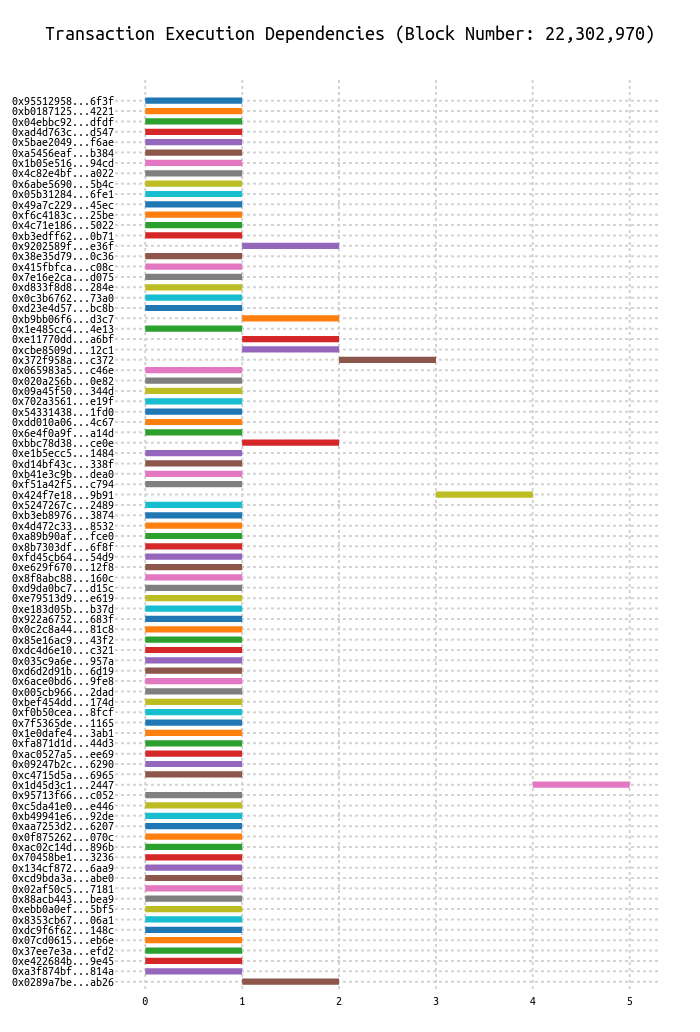 Transaction Execution Dependencies (Block Number: 22,302,970)
0x95512958...6f3f
0xb0187125...4221
0x04ebbc92...dfdf
0xad4d763c...d547
0x5bae2049...f6ae
0xa5456eaf...b384
0x1b05e516...94cd
0x4c82e4bf...a022
0x6abe5690...5b4c
0x05b31284...6fe1
0x49a7c229...45ec
0xf6c4183c...25be
0x4c71e186...5022
0xb3edff62...0b71
0x9202589f...e36f
0x38e35d79...0c36
0x415fbfca...c08c
0x7e16e2ca...d075
0xd833f8d8...284e
0x0c3b6762...73a0
0xd23e4d57...bc8b
0xb9bb06f6...d3c7
0x1e485cc4...4e13
0xe11770dd...a6bf
0xcbe8509d...12c1
0x372f958a...c372
0x065983a5...c46e
0x020a256b...0e82
0x09a45f50...344d
0x702a3561...e19f
0x54331438...1fd0
0xdd010a06...4c67
0x6e4f0a9f...a14d
0xbbc78d38...ce0e
0xe1b5ecc5...1484
0xd14bf43c...338f
0xb41e3c9b...dea0
0xf51a42f5...c794
0x424f7e18...9b91
0x5247267c...2489
0xb3eb8976...3874
0x4d472c33...8532
0xa89b90af...fce0
0x8b7303df...6f8f
0xfd45cb64...54d9
0xe629f670...12f8
0x8f8abc88...160c
0xd9da0bc7...d15c
0xe79513d9...e619
0xe183d05b...b37d
0x922a6752...683f
0x0c2c8a44...81c8
0x85e16ac9...43f2
0xdc4d6e10...c321
0x035c9a6e...957a
0xd6d2d91b...6d19
0x6ace0bd6...9fe8
0x005cb966...2dad
0xbef454dd...174d
0xf0b50cea...8fcf
0x7f5365de...1165
0x1e0dafe4...3ab1
0xfa871d1d...44d3
0xac0527a5...ee69
0x09247b2c...6290
0xc4715d5a...6965
0x1d45d3c1...2447
0x95713f66...c052
0xc5da41e0...e446
0xb49941e6...92de
0xaa7253d2...6207
0x0f875262...070c
0xac02c14d...896b
0x70458be1...3236
0x134cf872...6aa9
0xcd9bda3a...abe0
0x02af50c5...7181
0x88acb443...bea9
0xebb0a0ef...5bf5
0x8353cb67...06a1
0xdc9f6f62...148c
0x07cd0615...eb6e
0x37ee7e3a...efd2
0xe422684b...9e45
0xa3f874bf...814a
0x0289a7be...ab26
0 1 2 3 4 5